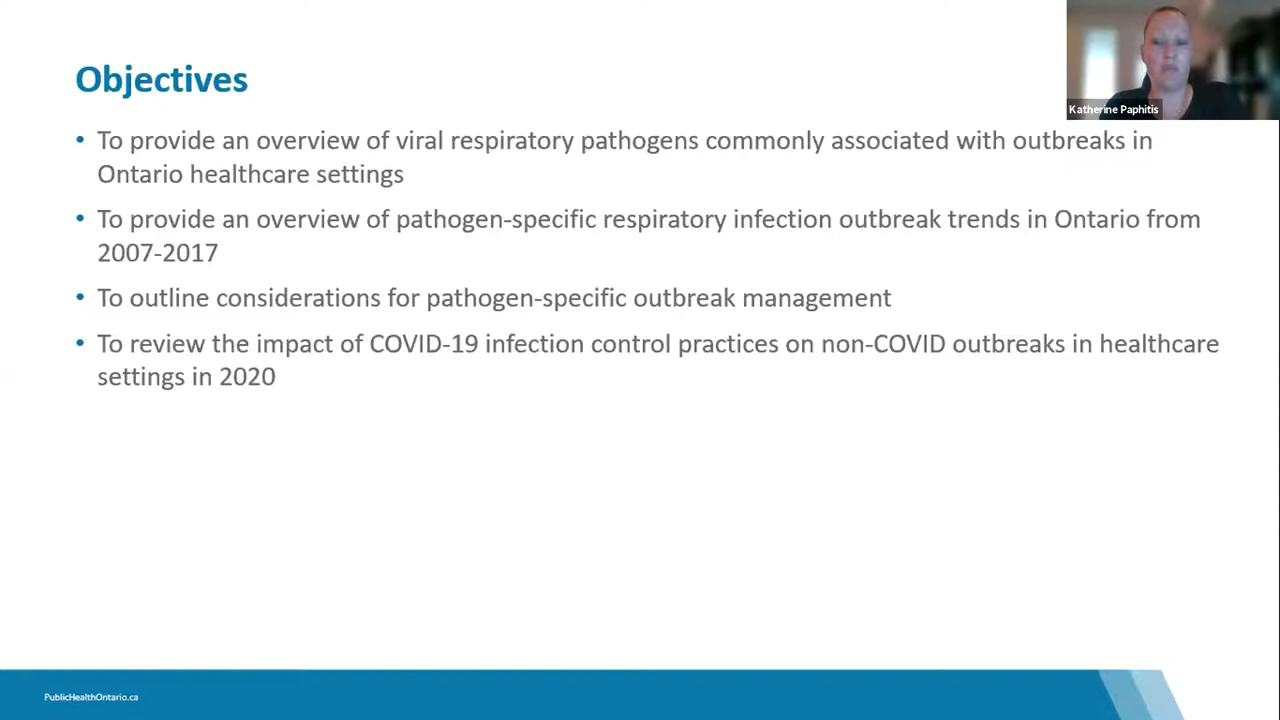 Objectives
Katherine Paphitis
• To provide an overview of viral respiratory pathogens commonly associated with outbreaks in
Ontario healthcare settings
• To provide an overview of pathogen-specific respiratory infection outbreak trends in Ontario from
2007-2017
• To outline considerations for pathogen-specific outbreak management
• To review the impact of COVID-19 infection control practices on non-COVID outbreaks in healthcare
settings in 2020
PublicHealthOntario.ca